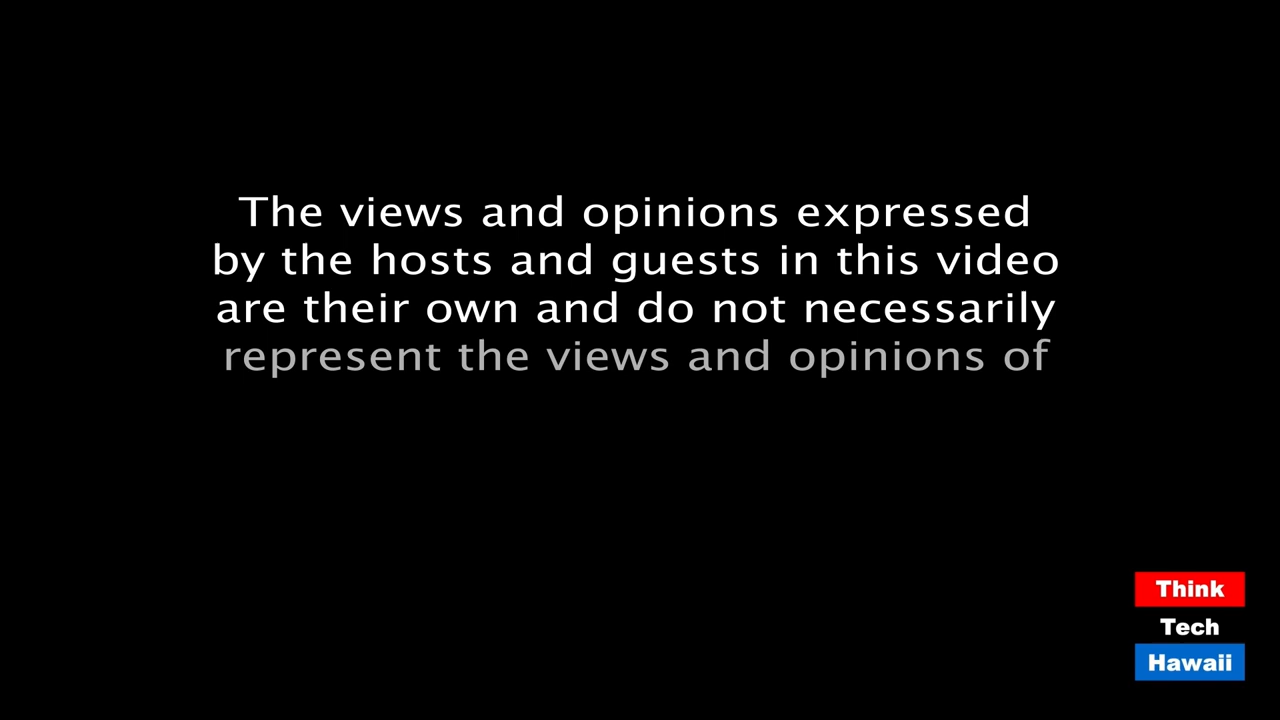 The views and opinions expressed
by the hosts and guests in this video
are their own and do not necessarily
represent the views and opinions of
Think
Tech
Hawaii